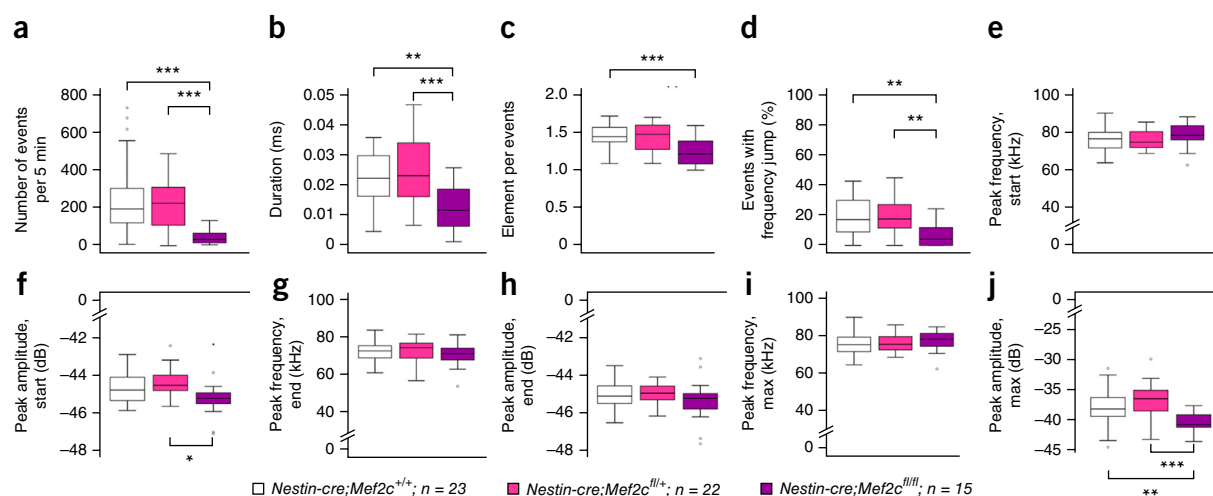 a
b
c
d
e
***
***
**
***
***
**
**
Number of events
per 5 min
800
600
400
200
0
Duration (ms)
0.05
0.04
0.03
0.02
0.01
0
Element per events
2.0
1.5
1.0
0.5
0
Events with
frequency jump (%)
100
80
60
40
20
0
Peak frequency,
start (kHz)
100
80
60
0
f
g
h
i
j
Peak amplitude,
start (dB)
0
−42
−44
−46
−48
*
Peak frequency,
end (kHz)
100
80
60
0
Peak amplitude,
end (dB)
0
−42
−44
−46
−48
Peak frequency,
max (kHz)
100
80
60
0
Peak amplitude,
max (dB)
0
−25
−30
−35
−40
−45
***
**
Nestin-cre;Mef2c+/+; n = 23
Nestin-cre;Mef2cfl/+; n = 22
Nestin-cre;Mef2cfl/fl; n = 15